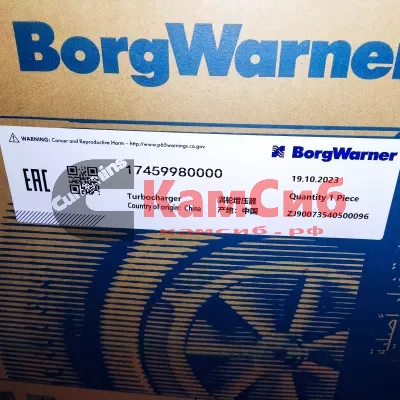 BorgWarner
WARNING: Cancer and Reproductive Harm - http://www.p65warnings.ca.gov.
BorgWarner
EAC
17459980000
19.10.2023
Turbocharger
涡轮增压器
Quantity 1 Piece
Country of origin: China
产地: 中国
ZJ90073540500096
Cummins
КамСиб
камсиб.рф